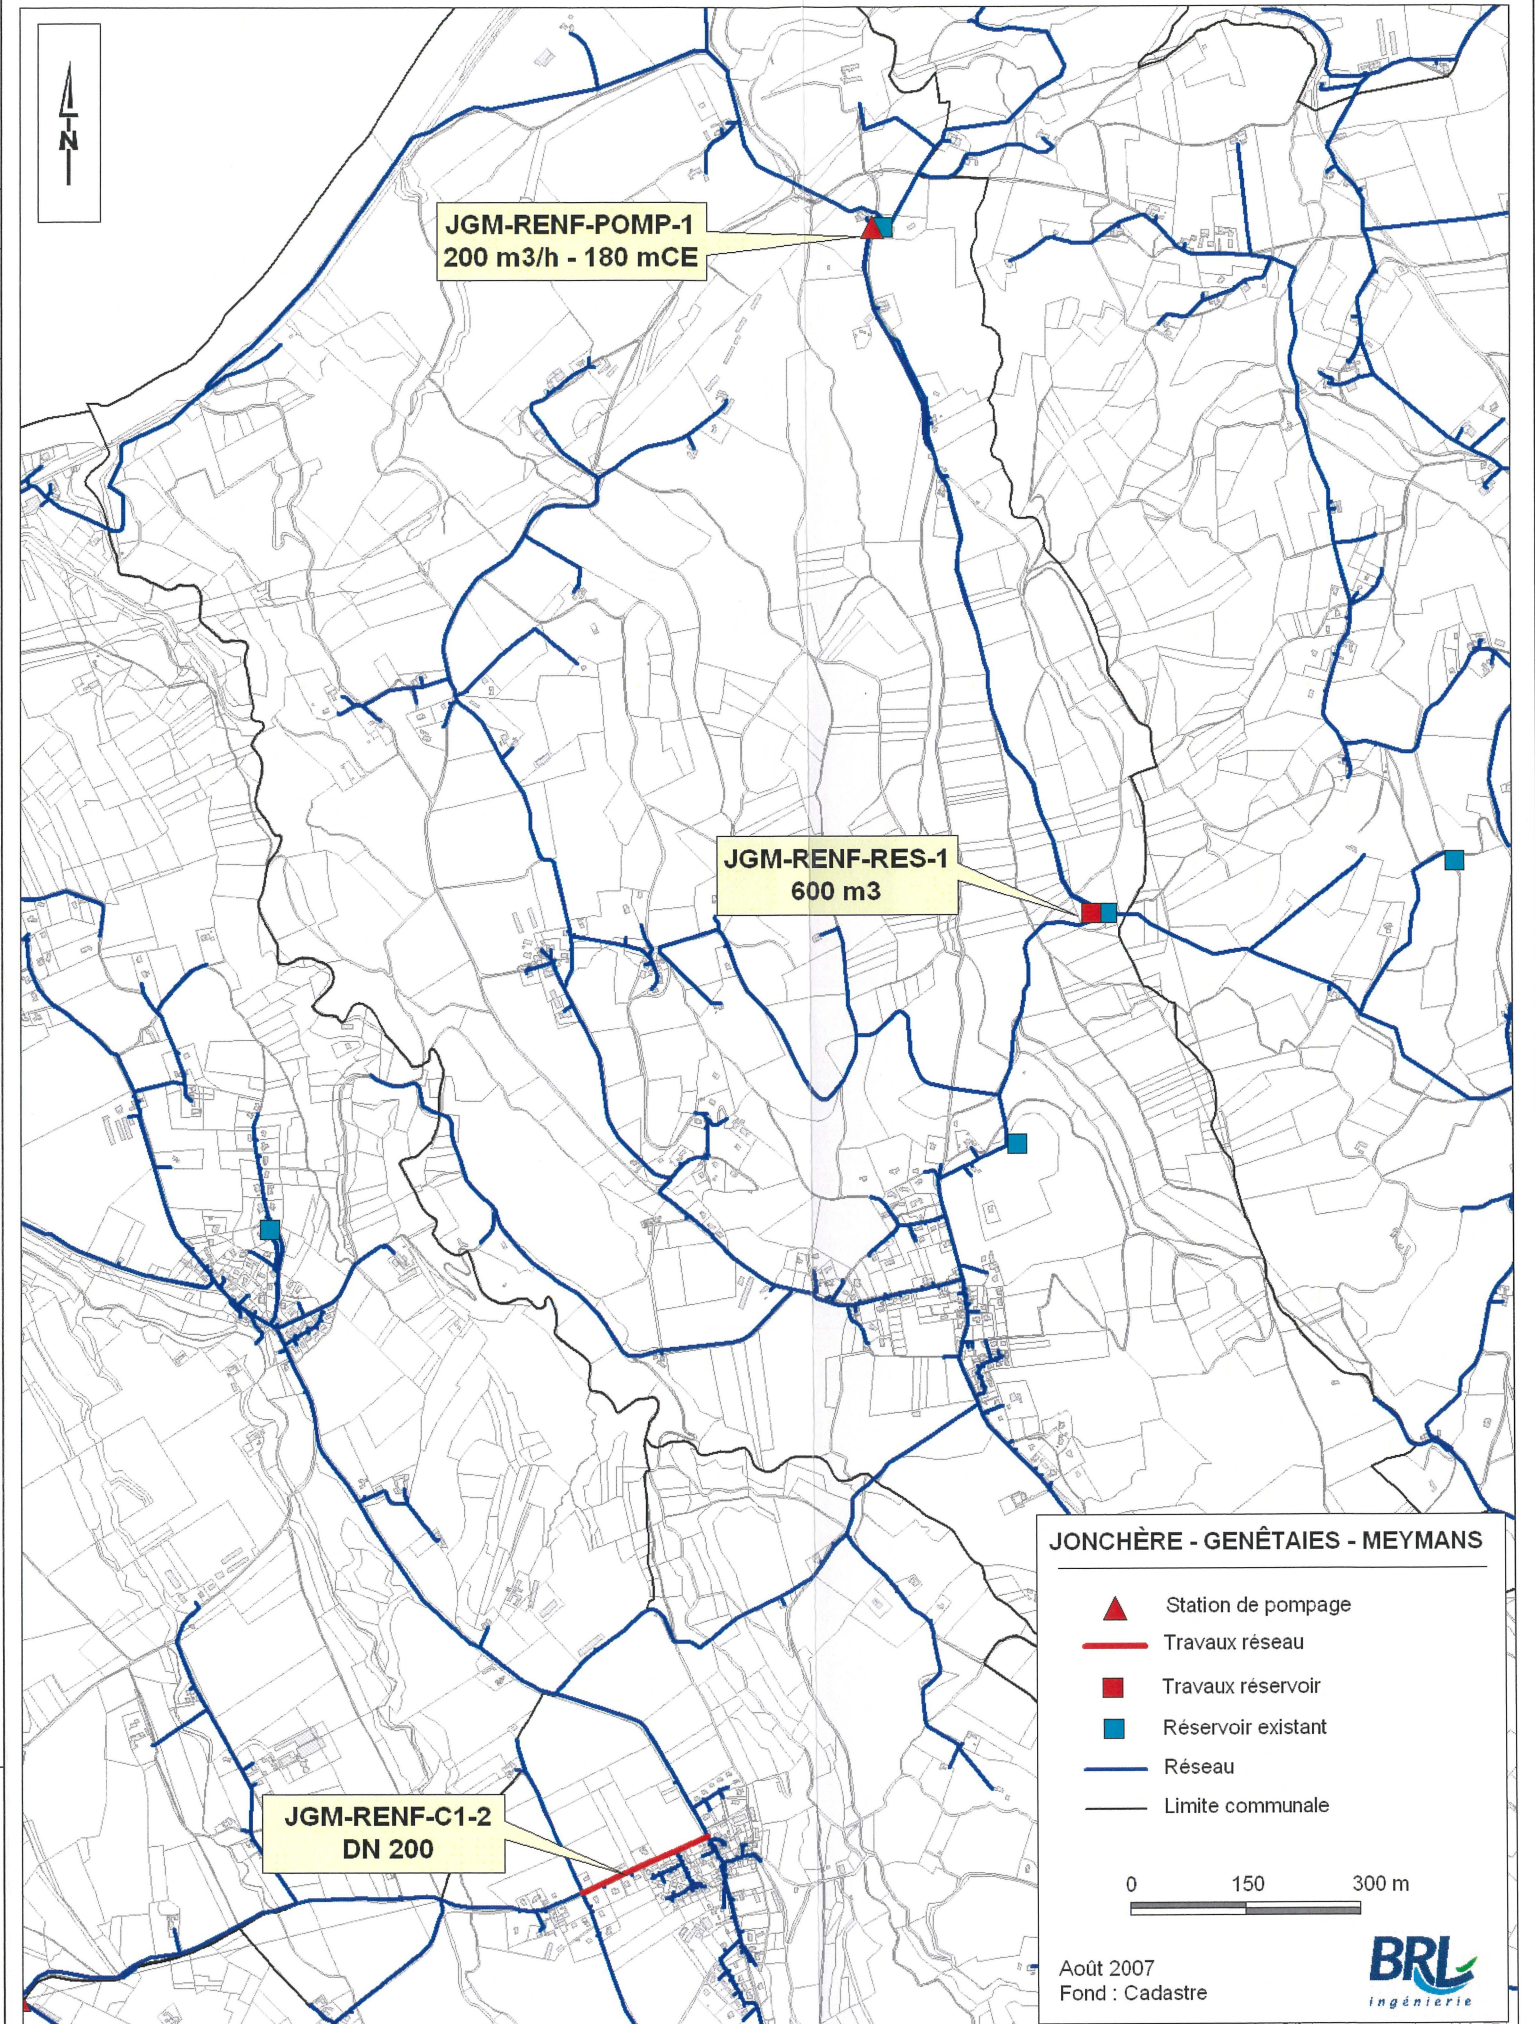 N
JGM-RENF-POMP-1
200 m3/h - 180 mCE
JGM-RENF-RES-1
600 m3
JGM-RENF-C1-2
DN 200
JONCHÈRE - GENÊTAIES - MEYMANS
Station de pompage
Travaux réseau
Travaux réservoir
Réservoir existant
Réseau
Limite communale
0 150 300 m
Août 2007
Fond : Cadastre
BRL
ingénierie